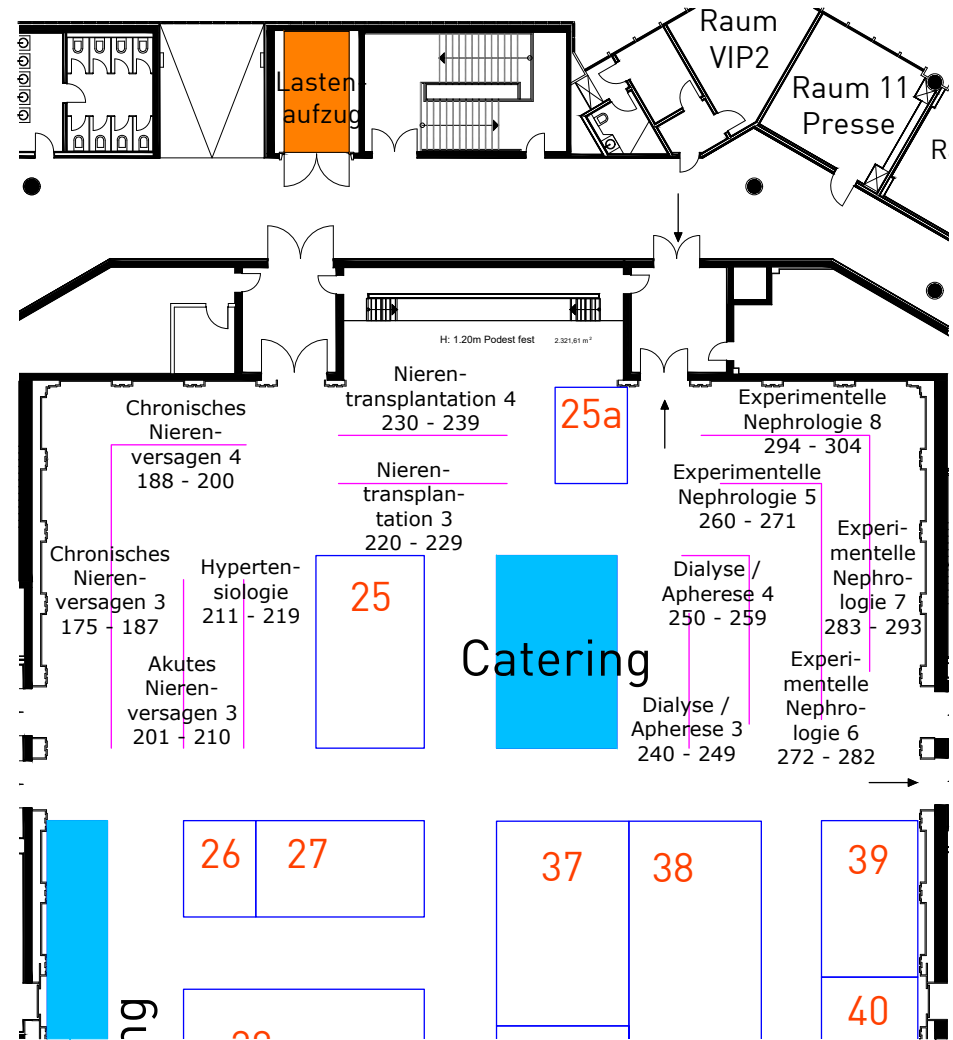 Raum
VIP2
Lasten-
aufzug
Raum 11
Presse
R
H: 1.20m Podest fest
2.321,61 m²
Nieren-
transplantation 4
230 - 239
25a
Experimentelle
Nephrologie 8
294 - 304
Chronisches
Nieren-
versagen 4
188 - 200
Nieren-
transplan-
tation 3
220 - 229
Experimentelle
Nephrologie 5
260 - 271
Experi-
mentelle
Nephro-
logie 7
283 - 293
Chronisches
Nieren-
versagen 3
175 - 187
Hyperten-
siologie
211 - 219
25
Dialyse /
Apherese 4
250 - 259
Catering
Akutes
Nieren-
versagen 3
201 - 210
Experi-
mentelle
Nephro-
logie 6
272 - 282
Dialyse /
Apherese 3
240 - 249
26
27
37
38
39
40
ng